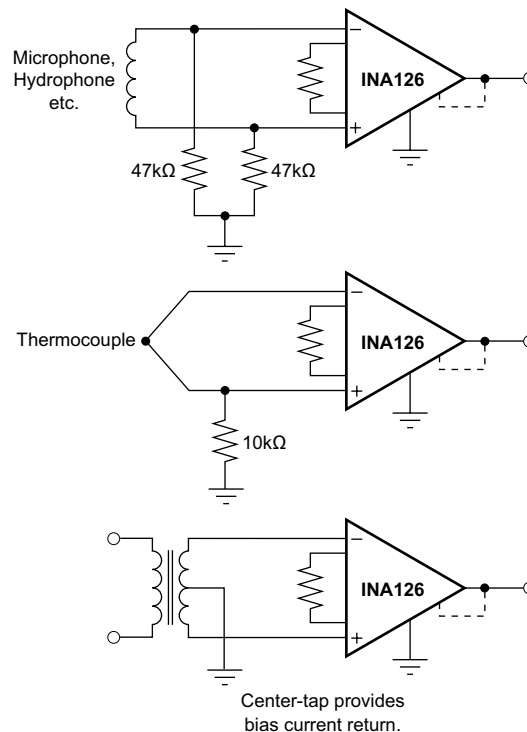 Microphone,
Hydrophone
etc.
−
INA126
+
47kΩ
47kΩ
Thermocouple
−
INA126
+
10kΩ
−
INA126
+
Center-tap provides
bias current return.